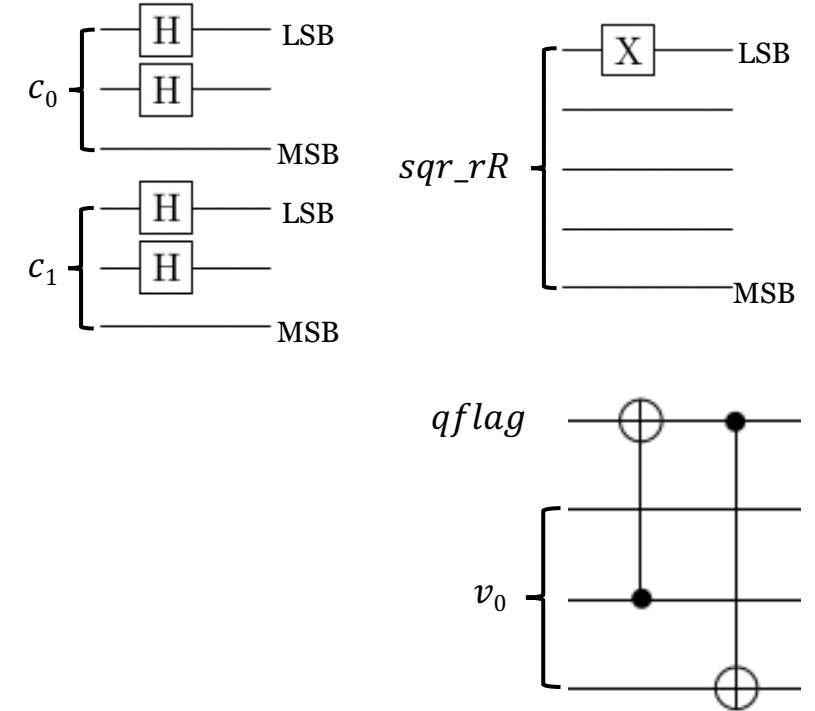 H LSB
c₀ H
MSB
H LSB
c₁ H
MSB
X LSB
sqr_rR
MSB
qflag
v₀